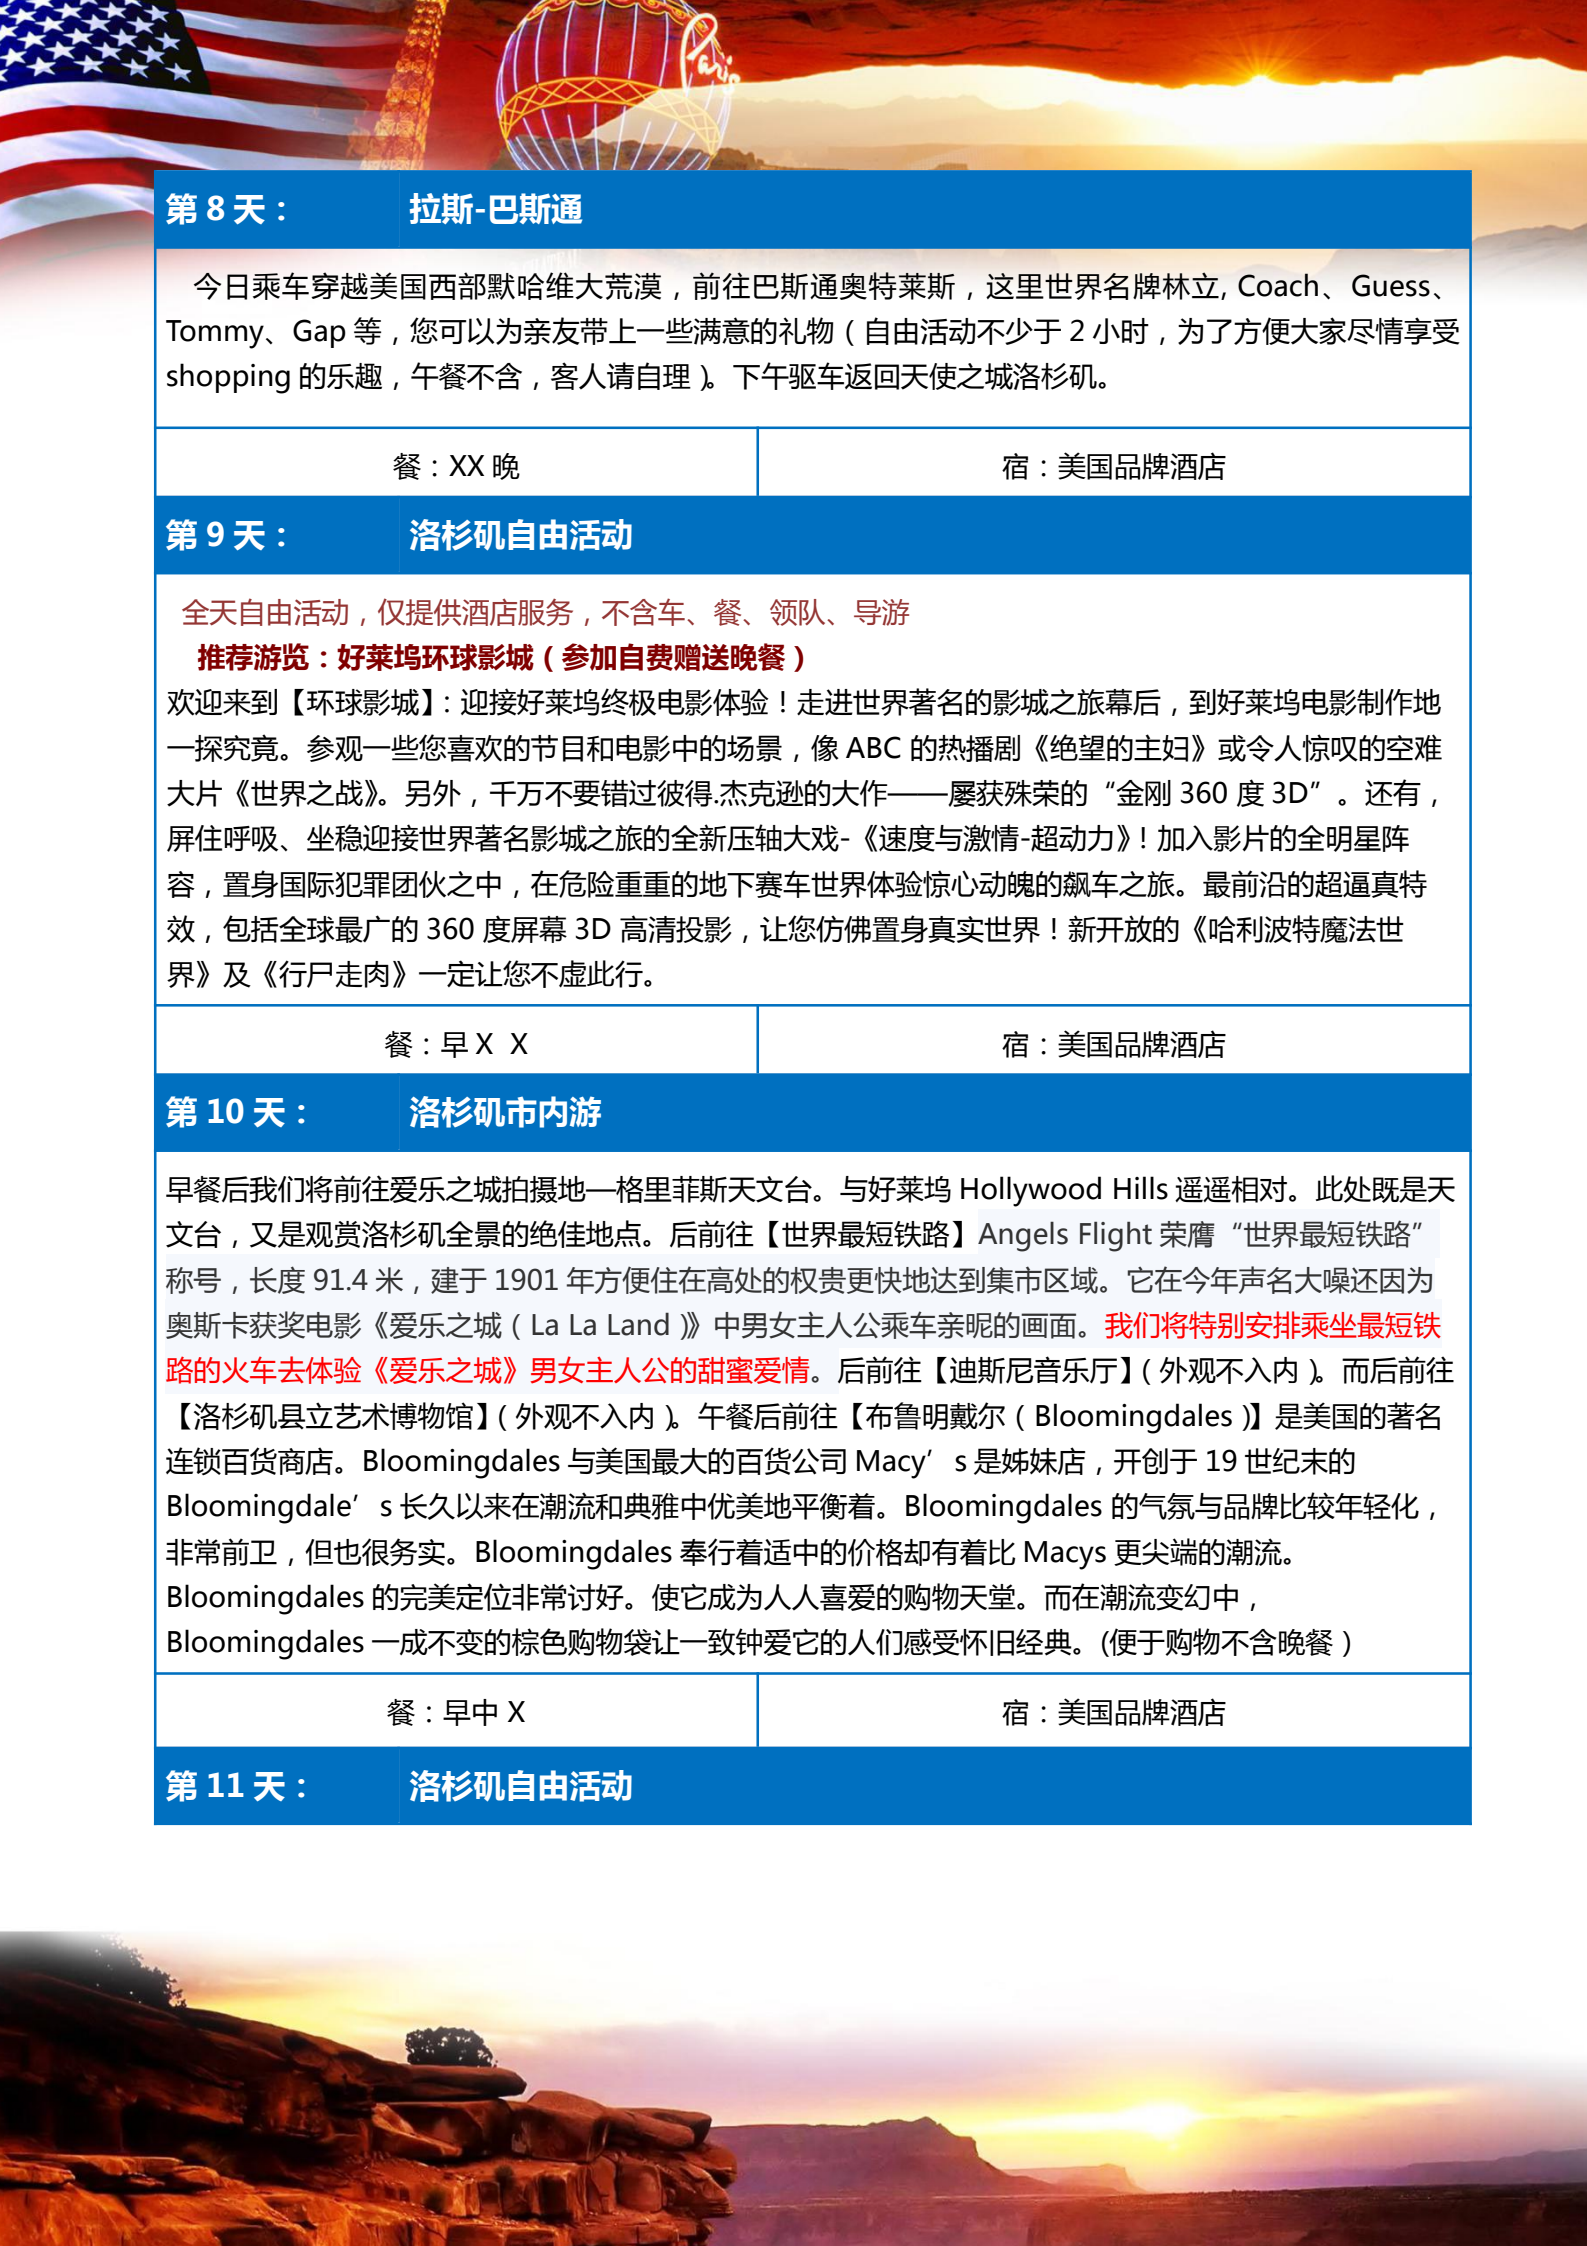 Paris
第 8 天： 拉斯-巴斯通
今日乘车穿越美国西部默哈维大荒漠，前往巴斯通奥特莱斯，这里世界名牌林立, Coach、Guess、
Tommy、Gap 等，您可以为亲友带上一些满意的礼物（自由活动不少于 2 小时，为了方便大家尽情享受
shopping 的乐趣，午餐不含，客人请自理）。下午驱车返回天使之城洛杉矶。
餐：XX 晚 宿：美国品牌酒店
第 9 天： 洛杉矶自由活动
全天自由活动，仅提供酒店服务，不含车、餐、领队、导游
推荐游览：好莱坞环球影城（参加自费赠送晚餐）
欢迎来到【环球影城】：迎接好莱坞终极电影体验！走进世界著名的影城之旅幕后，到好莱坞电影制作地
一探究竟。参观一些您喜欢的节目和电影中的场景，像 ABC 的热播剧《绝望的主妇》或令人惊叹的空难
大片《世界之战》。另外，千万不要错过彼得.杰克逊的大作——屡获殊荣的“金刚 360 度 3D”。还有，
屏住呼吸、坐稳迎接世界著名影城之旅的全新压轴大戏-《速度与激情-超动力》！加入影片的全明星阵
容，置身国际犯罪团伙之中，在危险重重的地下赛车世界体验惊心动魄的飙车之旅。最前沿的超逼真特
效，包括全球最广的 360 度屏幕 3D 高清投影，让您仿佛置身真实世界！新开放的《哈利波特魔法世
界》及《行尸走肉》一定让您不虚此行。
餐：早 X X 宿：美国品牌酒店
第 10 天： 洛杉矶市内游
早餐后我们将前往爱乐之城拍摄地—格里菲斯天文台。与好莱坞 Hollywood Hills 遥遥相对。此处既是天
文台，又是观赏洛杉矶全景的绝佳地点。后前往【世界最短铁路】Angels Flight 荣膺“世界最短铁路”
称号，长度 91.4 米，建于 1901 年方便住在高处的权贵更快地达到集市区域。它在今年声名大噪还因为
奥斯卡获奖电影《爱乐之城（La La Land）》中男女主人公乘车亲昵的画面。我们将特别安排乘坐最短铁
路的火车去体验《爱乐之城》男女主人公的甜蜜爱情。后前往【迪斯尼音乐厅】（外观不入内）。而后前往
【洛杉矶县立艺术博物馆】（外观不入内）。午餐后前往【布鲁明戴尔（Bloomingdales）】是美国的著名
连锁百货商店。Bloomingdales 与美国最大的百货公司 Macy’s 是姊妹店，开创于 19 世纪末的
Bloomingdale’s 长久以来在潮流和典雅中优美地平衡着。Bloomingdales 的气氛与品牌比较年轻化，
非常前卫，但也很务实。Bloomingdales 奉行着适中的价格却有着比 Macys 更尖端的潮流。
Bloomingdales 的完美定位非常讨好。使它成为人人喜爱的购物天堂。而在潮流变幻中，
Bloomingdales 一成不变的棕色购物袋让一致钟爱它的人们感受怀旧经典。(便于购物不含晚餐）
餐：早中 X 宿：美国品牌酒店
第 11 天： 洛杉矶自由活动